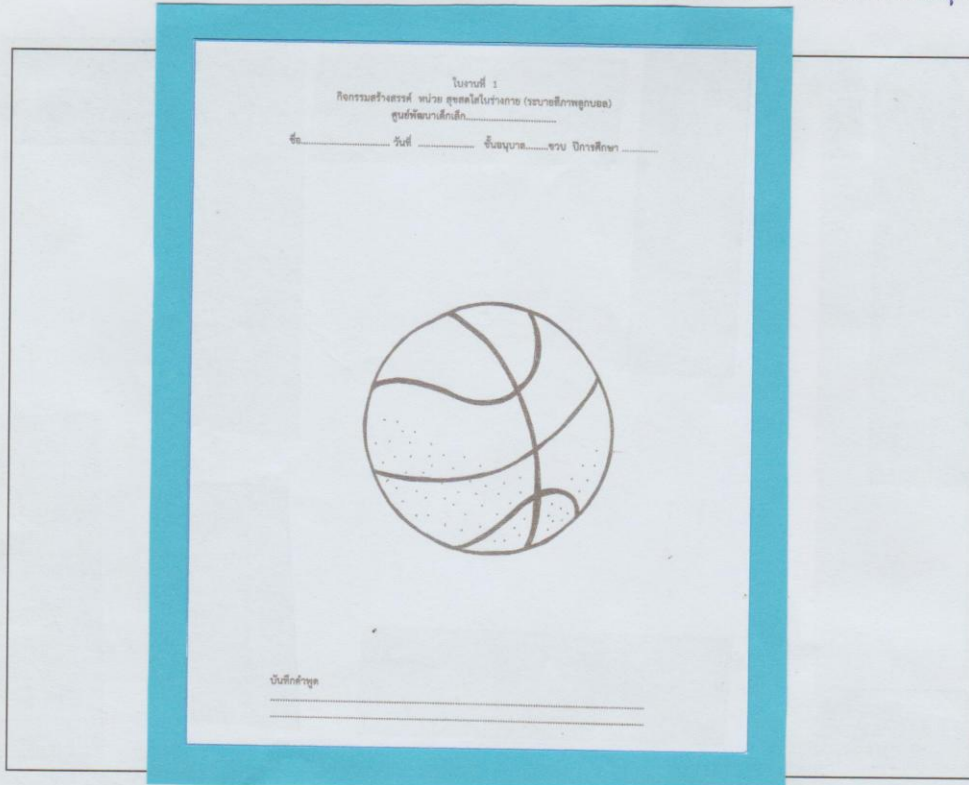 ใบงานที่ 1
กิจกรรมสร้างสรรค์ หน่วย สุขสดใสในร่างกาย (ระบายสีภาพลูกบอล)
ศูนย์พัฒนาเด็กเล็ก..............................
ชื่อ.............................. วันที่ ................... ชั้นอนุบาล........ขวบ ปีการศึกษา ............
บันทึกคำพูด